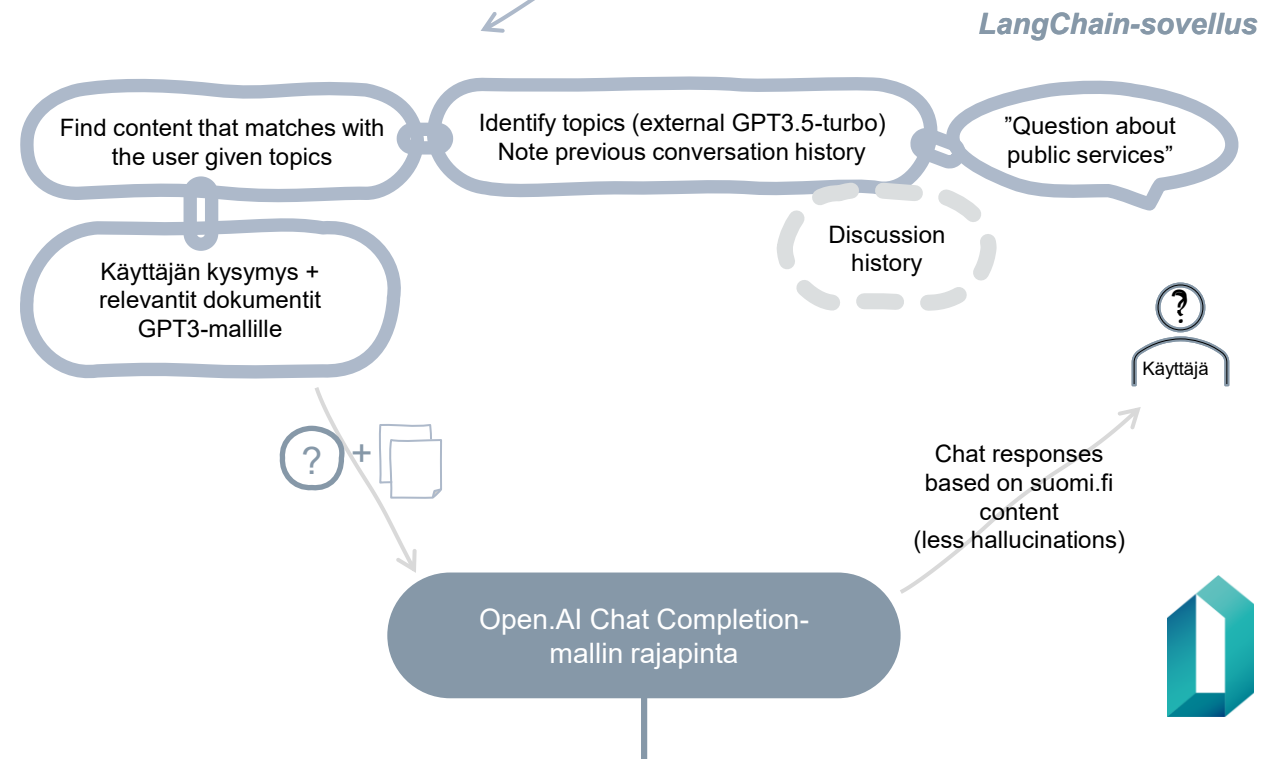 LangChain-sovellus
Find content that matches with
the user given topics
Identify topics (external GPT3.5-turbo)
Note previous conversation history
”Question about
public services”
Discussion
history
Käyttäjän kysymys +
relevantit dokumentit
GPT3-mallille
?
Käyttäjä
? +
Chat responses
based on suomi.fi
content
(less hallucinations)
Open.AI Chat Completion-
mallin rajapinta